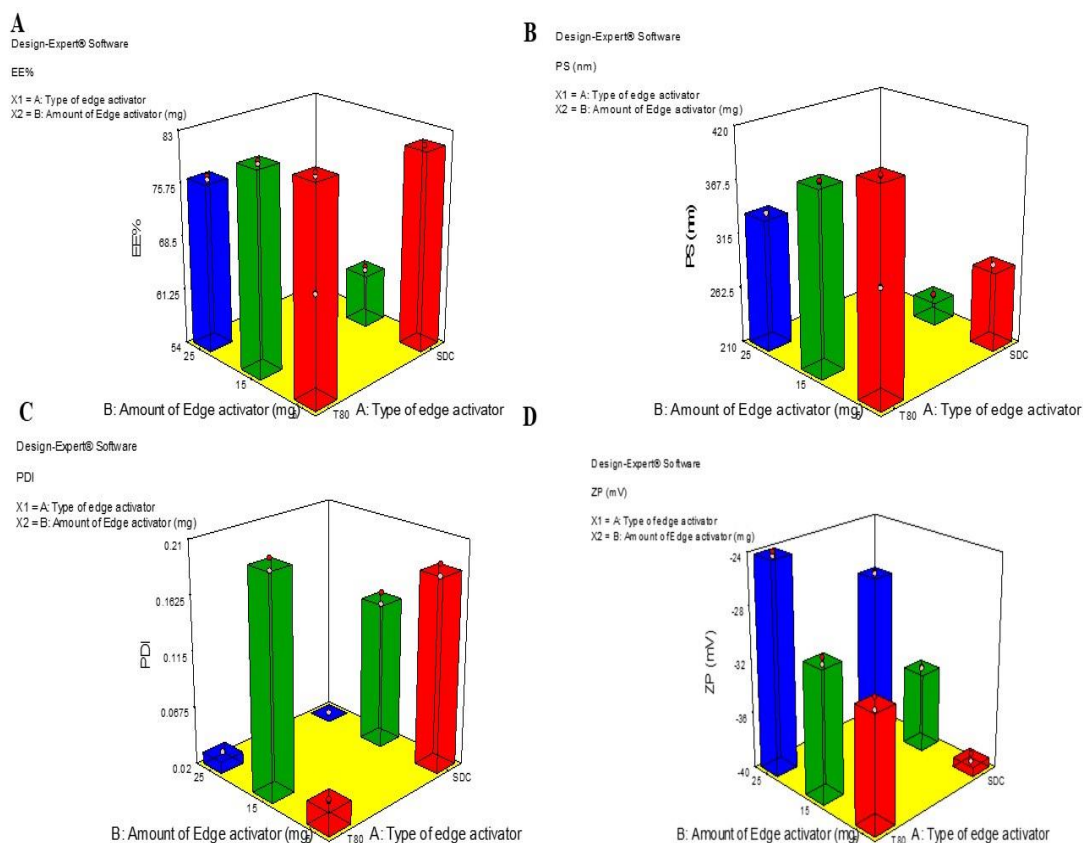 A
Design-Expert® Software
EE%
X1 = A: Type of edge activator
X2 = B: Amount of Edge activator (mg)
83
75.75
68.5
61.25
54
EE%
25
15
T80
SDC
B: Amount of Edge activator (mg)
A: Type of edge activator
B
Design-Expert® Software
PS (nm)
X1 = A: Type of edge activator
X2 = B: Amount of Edge activator (mg)
420
367.5
315
262.5
210
PS (nm)
25
15
T80
SDC
B: Amount of Edge activator (mg)
A: Type of edge activator
C
Design-Expert® Software
PDI
X1 = A: Type of edge activator
X2 = B: Amount of Edge activator (mg)
0.21
0.1625
0.115
0.0675
0.02
PDI
25
15
T80
SDC
B: Amount of Edge activator (mg)
A: Type of edge activator
D
Design-Expert® Software
ZP (mV)
X1 = A: Type of edge activator
X2 = B: Amount of Edge activator (mg)
-24
-28
-32
-36
-40
ZP (mV)
25
15
T80
SDC
B: Amount of Edge activator (mg)
A: Type of edge activator